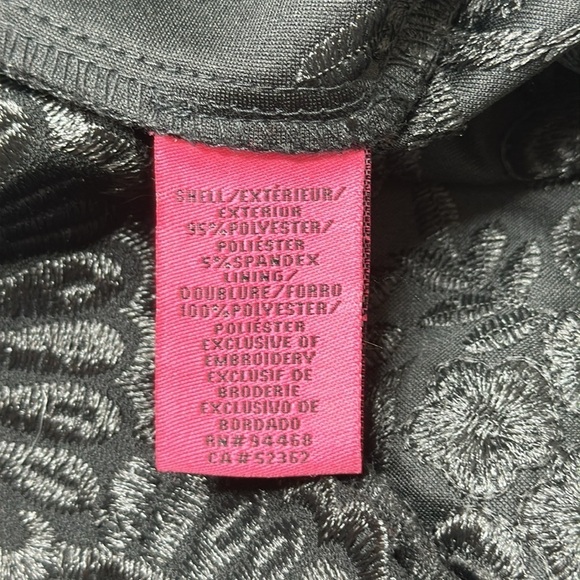 SHELL/EXTÉRIEUR/
EXTERIOR
95%POLYESTER/
POLIÉSTER
5%SPANDEX
LINING/
DOUBLURE/FORRO
100%POLYESTER/
POLIÉSTER
EXCLUSIVE OF
EMBROIDERY
EXCLUSIF DE
BRODERIE
EXCLUSIVO DE
BORDADO
RN#94468
CA#52362